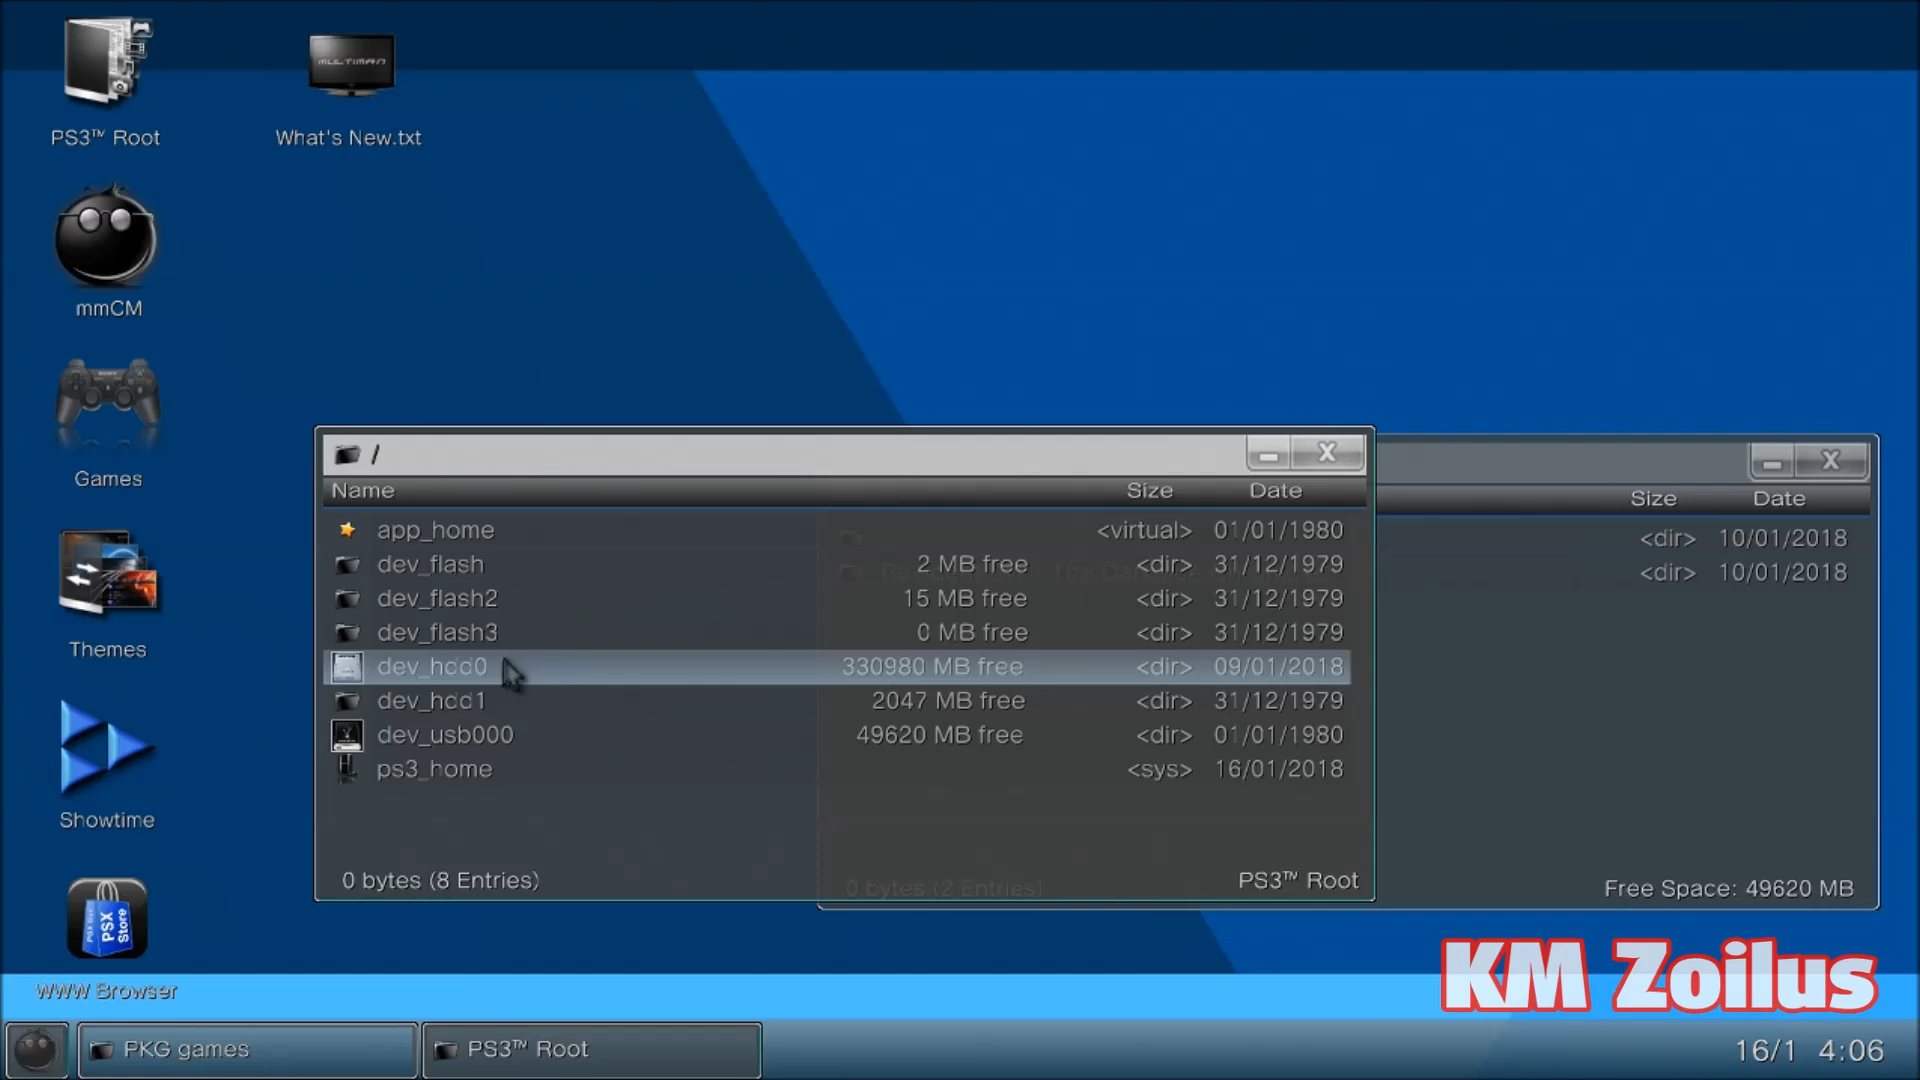 PS3™ Root
MULTIMAN
What's New.txt
mmCM
Games
Themes
Showtime
PSX
Store
WWW Browser
/
Name Size Date
app_home <virtual> 01/01/1980
dev_flash 2 MB free <dir> 31/12/1979
dev_flash2 15 MB free <dir> 31/12/1979
dev_flash3 0 MB free <dir> 31/12/1979
dev_hdd0 330980 MB free <dir> 09/01/2018
dev_hdd1 2047 MB free <dir> 31/12/1979
dev_usb000 49620 MB free <dir> 01/01/1980
ps3_home <sys> 16/01/2018
0 bytes (8 Entries) PS3™ Root
X
X
Size Date
<dir> 10/01/2018
<dir> 10/01/2018
0 bytes (2 Entries) Free Space: 49620 MB
KM Zoilus
PKG games
PS3™ Root
16/1 4:06